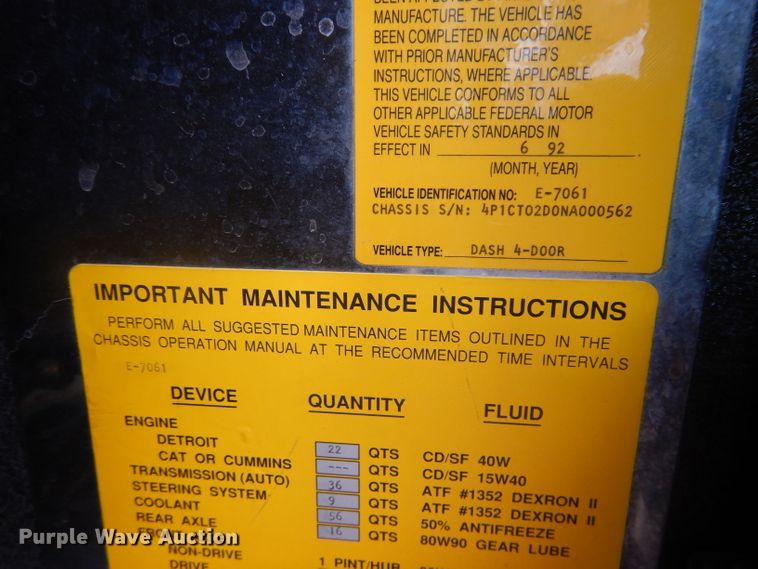 MANUFACTURE. THE VEHICLE HAS
BEEN COMPLETED IN ACCORDANCE
WITH PRIOR MANUFACTURER'S
INSTRUCTIONS, WHERE APPLICABLE.
THIS VEHICLE CONFORMS TO ALL
OTHER APPLICABLE FEDERAL MOTOR
VEHICLE SAFETY STANDARDS IN
EFFECT IN 6 92
(MONTH, YEAR)
VEHICLE IDENTIFICATION NO: E-7061
CHASSIS S/N: 4P1CT02D0NA000562
VEHICLE TYPE: DASH 4-DOOR
IMPORTANT MAINTENANCE INSTRUCTIONS
PERFORM ALL SUGGESTED MAINTENANCE ITEMS OUTLINED IN THE
CHASSIS OPERATION MANUAL AT THE RECOMMENDED TIME INTERVALS
E-7061
DEVICE QUANTITY FLUID
ENGINE
DETROIT 22 QTS CD/SF 40W
CAT OR CUMMINS --- QTS CD/SF 15W40
TRANSMISSION (AUTO) 36 QTS ATF #1352 DEXRON II
STEERING SYSTEM 9 QTS ATF #1352 DEXRON II
COOLANT 56 QTS 50% ANTIFREEZE
REAR AXLE 16 QTS 80W90 GEAR LUBE
NON-DRIVE 1 PINT/HUB
DRIVE
Purple Wave Auction